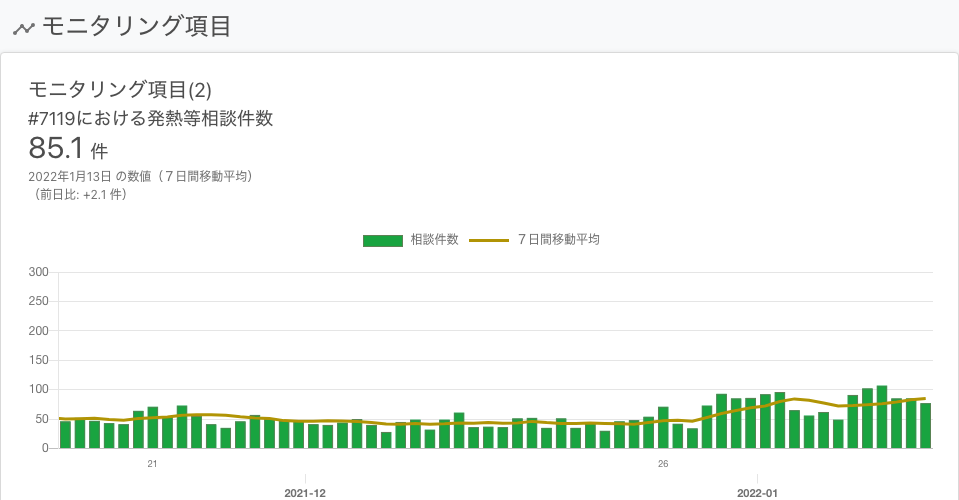 モニタリング項目
モニタリング項目(2)
#7119における発熱等相談件数
85.1 件
2022年1月13日 の数値（７日間移動平均）
（前日比: +2.1 件）
相談件数 ７日間移動平均
300
250
200
150
100
50
0
21 26
2021-12 2022-01